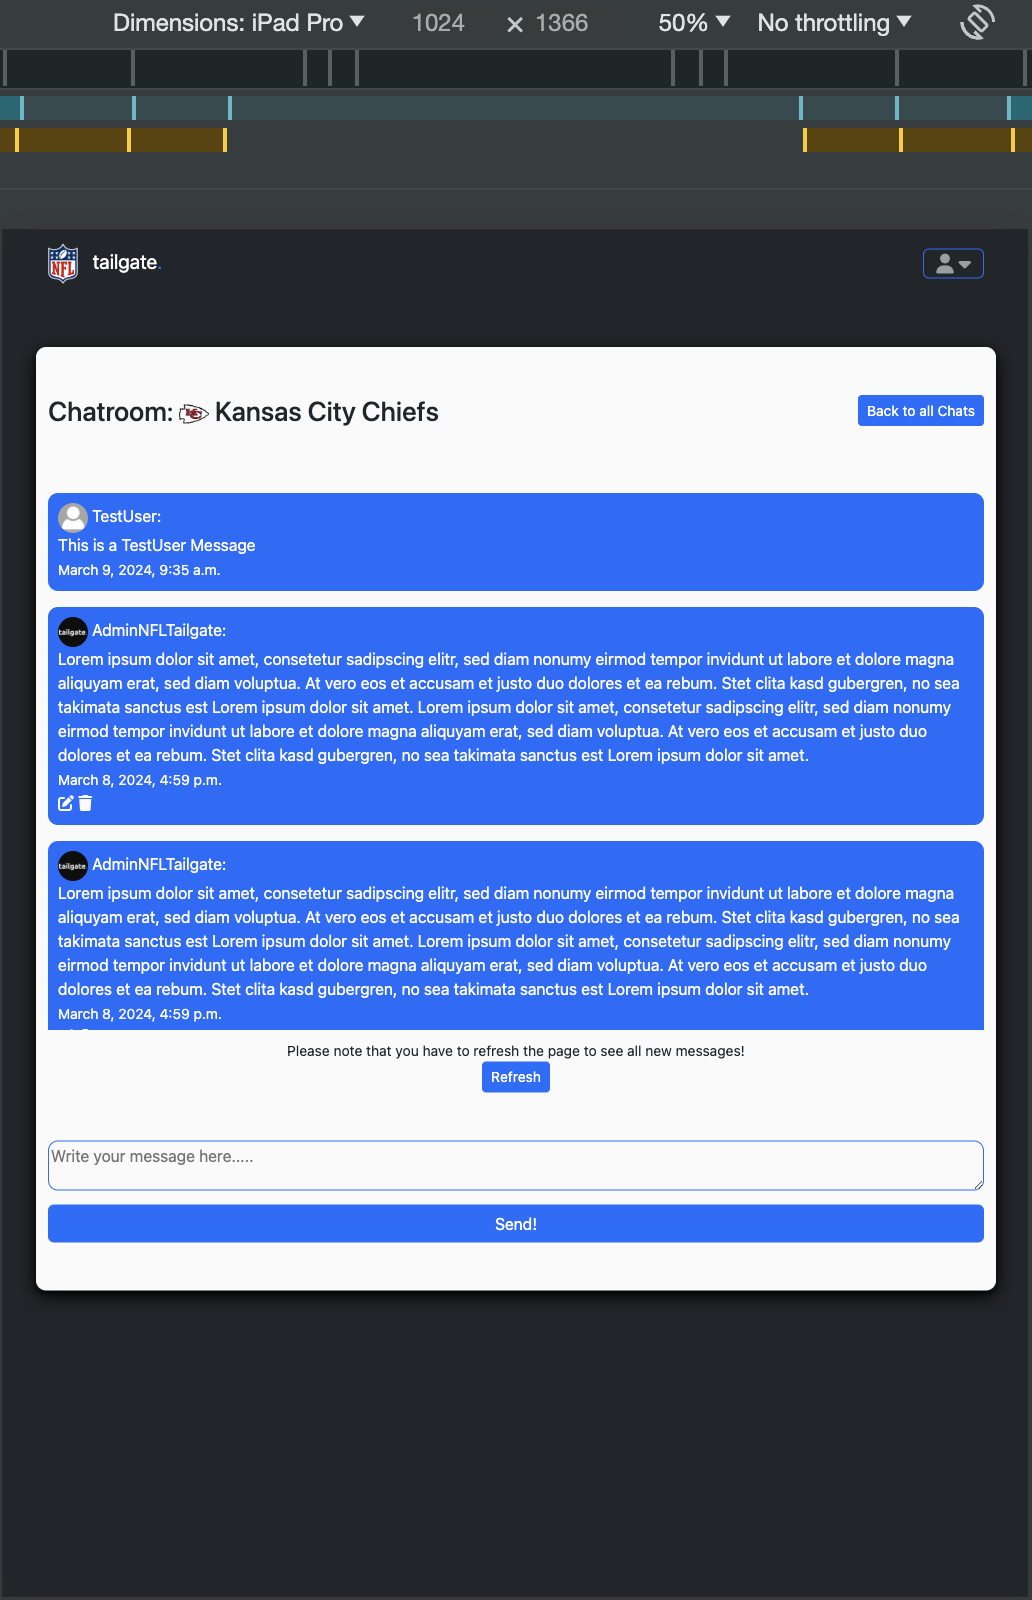 Dimensions: iPad Pro ▼ 1024 × 1366 50% ▼ No throttling ▼
NFL tailgate.
Chatroom: Kansas City Chiefs
Back to all Chats
TestUser:
This is a TestUser Message
March 9, 2024, 9:35 a.m.
tailgate AdminNFLTailgate:
Lorem ipsum dolor sit amet, consetetur sadipscing elitr, sed diam nonumy eirmod tempor invidunt ut labore et dolore magna
aliquyam erat, sed diam voluptua. At vero eos et accusam et justo duo dolores et ea rebum. Stet clita kasd gubergren, no sea
takimata sanctus est Lorem ipsum dolor sit amet. Lorem ipsum dolor sit amet, consetetur sadipscing elitr, sed diam nonumy
eirmod tempor invidunt ut labore et dolore magna aliquyam erat, sed diam voluptua. At vero eos et accusam et justo duo
dolores et ea rebum. Stet clita kasd gubergren, no sea takimata sanctus est Lorem ipsum dolor sit amet.
March 8, 2024, 4:59 p.m.
tailgate AdminNFLTailgate:
Lorem ipsum dolor sit amet, consetetur sadipscing elitr, sed diam nonumy eirmod tempor invidunt ut labore et dolore magna
aliquyam erat, sed diam voluptua. At vero eos et accusam et justo duo dolores et ea rebum. Stet clita kasd gubergren, no sea
takimata sanctus est Lorem ipsum dolor sit amet. Lorem ipsum dolor sit amet, consetetur sadipscing elitr, sed diam nonumy
eirmod tempor invidunt ut labore et dolore magna aliquyam erat, sed diam voluptua. At vero eos et accusam et justo duo
dolores et ea rebum. Stet clita kasd gubergren, no sea takimata sanctus est Lorem ipsum dolor sit amet.
March 8, 2024, 4:59 p.m.
Please note that you have to refresh the page to see all new messages!
Refresh
Write your message here.....
Send!